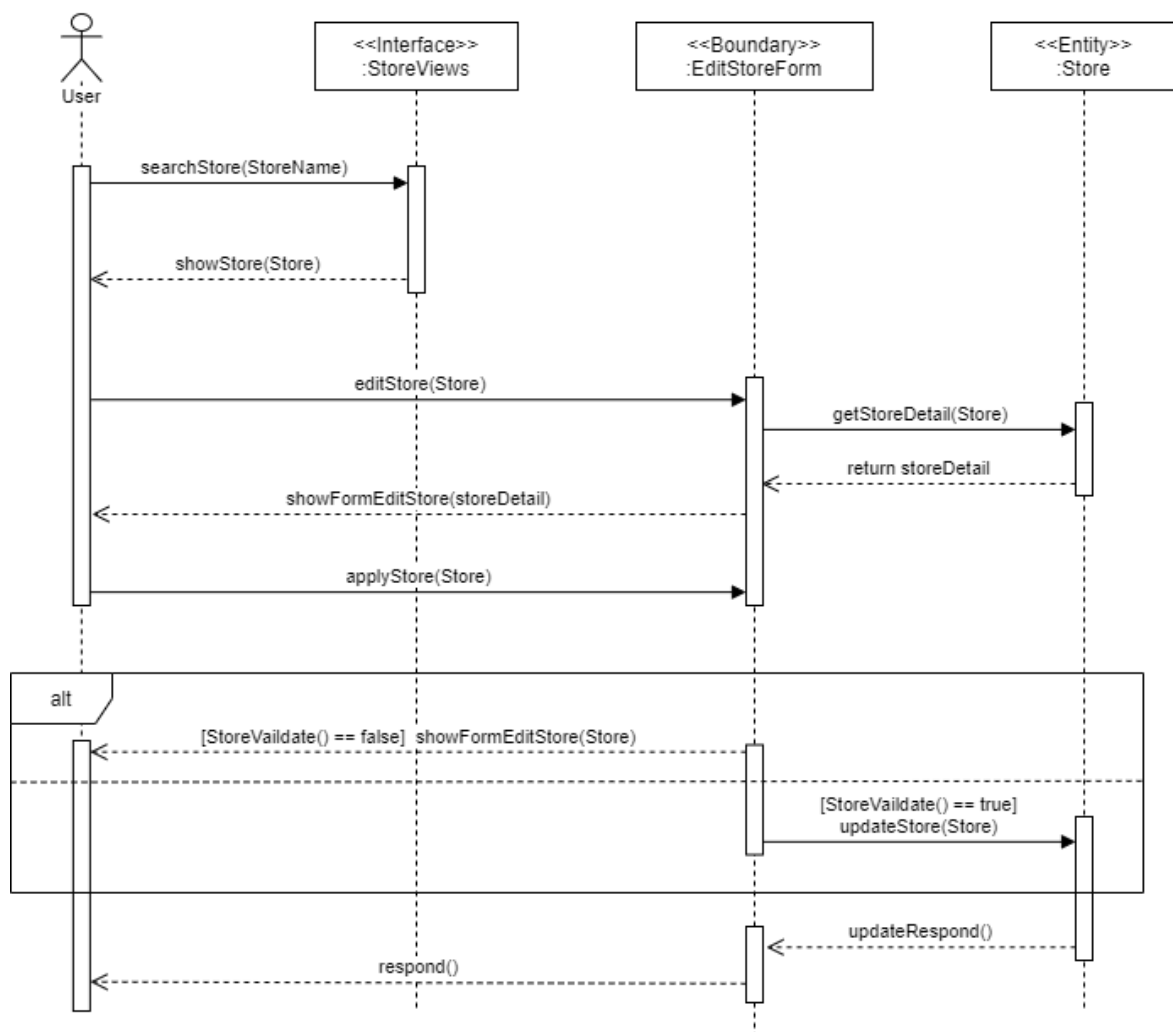 <<Interface>>
:StoreViews
<<Boundary>>
:EditStoreForm
<<Entity>>
:Store
User
searchStore(StoreName)
showStore(Store)
editStore(Store)
getStoreDetail(Store)
return storeDetail
showFormEditStore(storeDetail)
applyStore(Store)
alt
[StoreVaildate() == false] showFormEditStore(Store)
[StoreVaildate() == true]
updateStore(Store)
updateRespond()
respond()